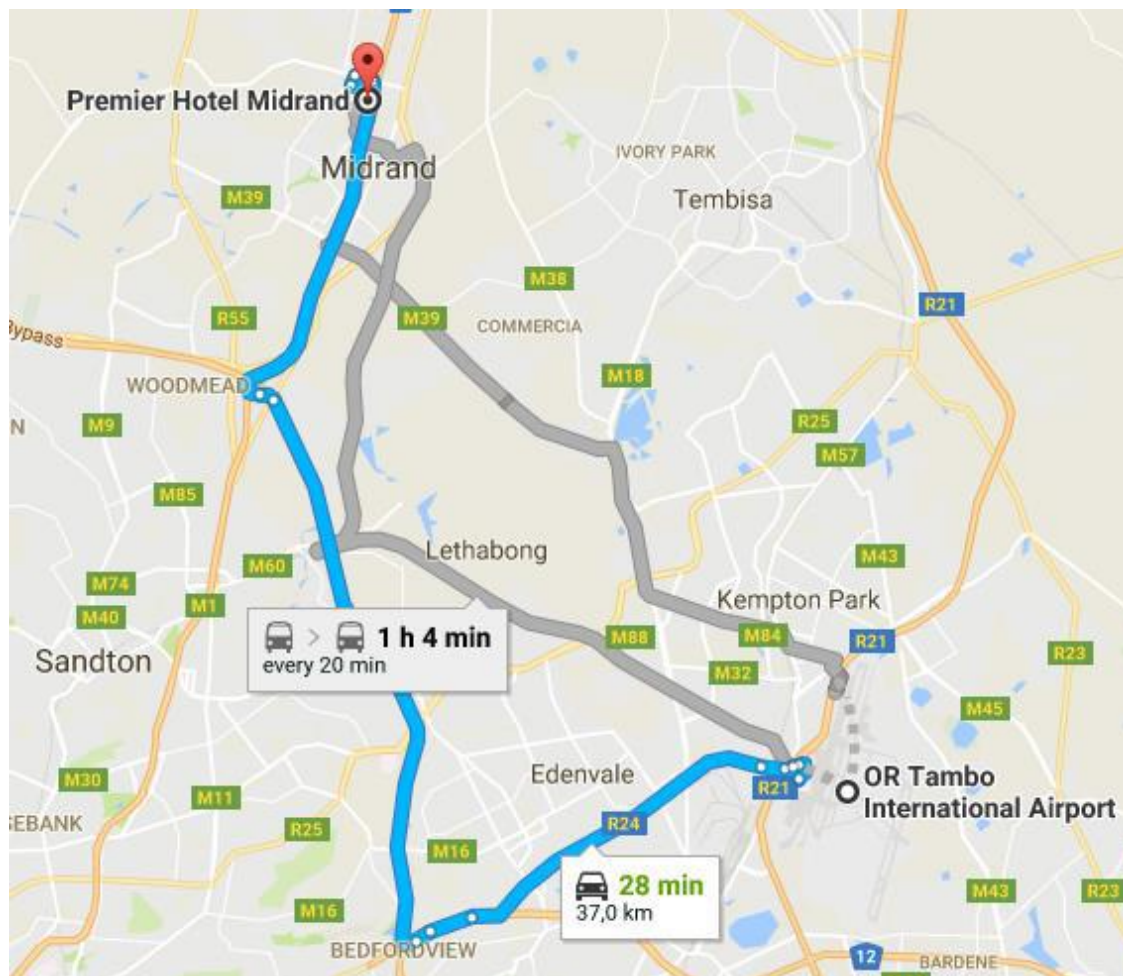 Premier Hotel Midrand
Midrand
IVORY PARK
Tembisa
M39
M38
R21
R55
M39
COMMERCIA
Bypass
WOODMEAD
M18
N
M9
R25
M57
M85
Lethabong
M43
M60
M74
M40
M1
Kempton Park
1 h 4 min
every 20 min
M88
M84
R21
Sandton
M32
R23
M45
Edenvale
OR Tambo
International Airport
R21
M30
M11
SEBANK
R25
R24
M16
28 min
37,0 km
M43
R23
M16
BEDFORDVIEW
12
BARDENE